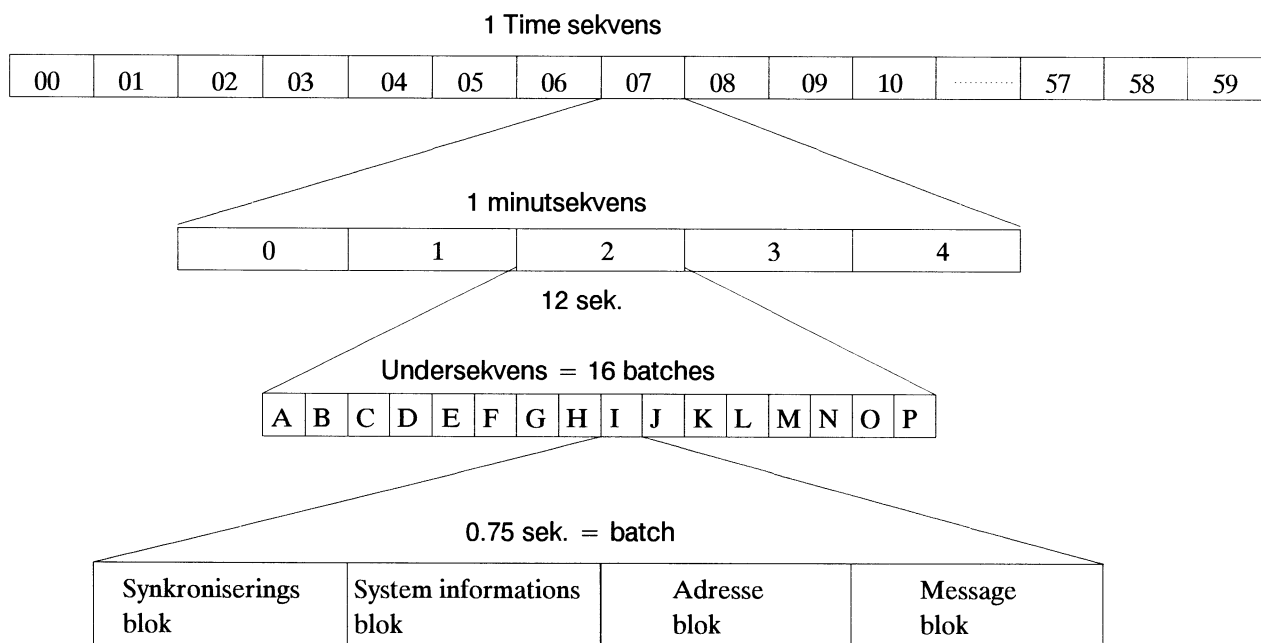 1 Time sekvens
00 01 02 03 04 05 06 07 08 09 10 ........... 57 58 59
1 minutsekvens
0 1 2 3 4
12 sek.
Undersekvens = 16 batches
A B C D E F G H I J K L M N O P
0.75 sek. = batch
Synkroniserings System informations Adresse Message
blok blok blok blok